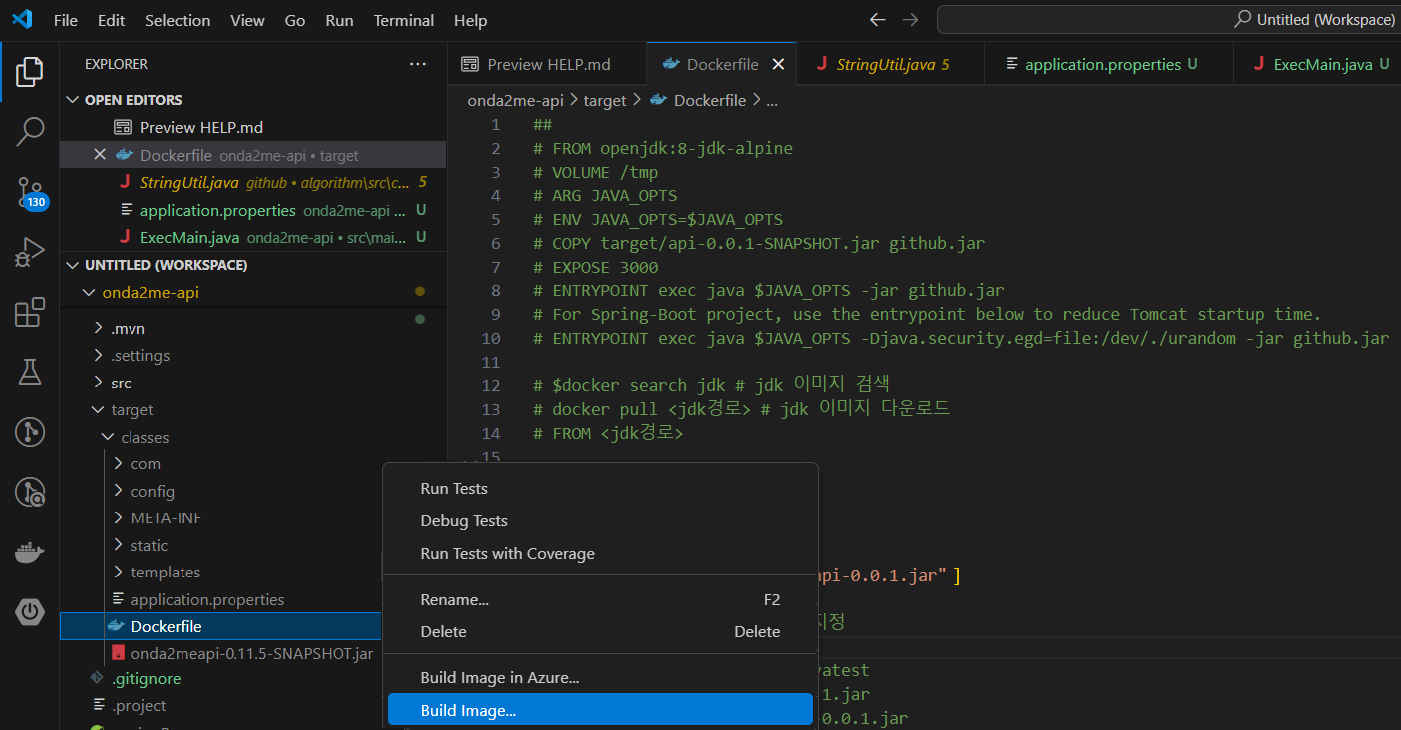 File Edit Selection View Go Run Terminal Help
Untitled (Workspace)
EXPLORER
OPEN EDITORS
Preview HELP.md
Dockerfile onda2me-api • target
StringUtil.java github • algorithm\src\c... 5
application.properties onda2me-api ... U
ExecMain.java onda2me-api • src\mai... U
UNTITLED (WORKSPACE)
onda2me-api
.mvn
.settings
src
target
classes
com
config
META-INF
static
templates
application.properties
Dockerfile
onda2meapi-0.11.5-SNAPSHOT.jar
.gitignore
.project
130
Preview HELP.md Dockerfile StringUtil.java 5 application.properties U ExecMain.java U
onda2me-api > target > Dockerfile > ...
1 ##
2 # FROM openjdk:8-jdk-alpine
3 # VOLUME /tmp
4 # ARG JAVA_OPTS
5 # ENV JAVA_OPTS=$JAVA_OPTS
6 # COPY target/api-0.0.1-SNAPSHOT.jar github.jar
7 # EXPOSE 3000
8 # ENTRYPOINT exec java $JAVA_OPTS -jar github.jar
9 # For Spring-Boot project, use the entrypoint below to reduce Tomcat startup time.
10 # ENTRYPOINT exec java $JAVA_OPTS -Djava.security.egd=file:/dev/./urandom -jar github.jar
11
12 # $docker search jdk # jdk 이미지 검색
13 # docker pull <jdk경로> # jdk 이미지 다운로드
14 # FROM <jdk경로>
15
api-0.0.1.jar" ]
지정
atest
1.jar
0.0.1.jar
Run Tests
Debug Tests
Run Tests with Coverage
Rename... F2
Delete Delete
Build Image in Azure...
Build Image...